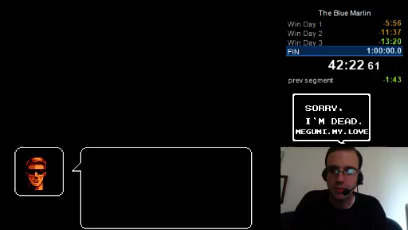 The Blue Marlin
Win Day 1 -5:56
Win Day 2 -11:37
Win Day 3 -13:20
FIN 1:00:00.0
42:22 61
prev segment -1:43
SORRY.
I'M DEAD.
MEGUMI.MY.LOVE